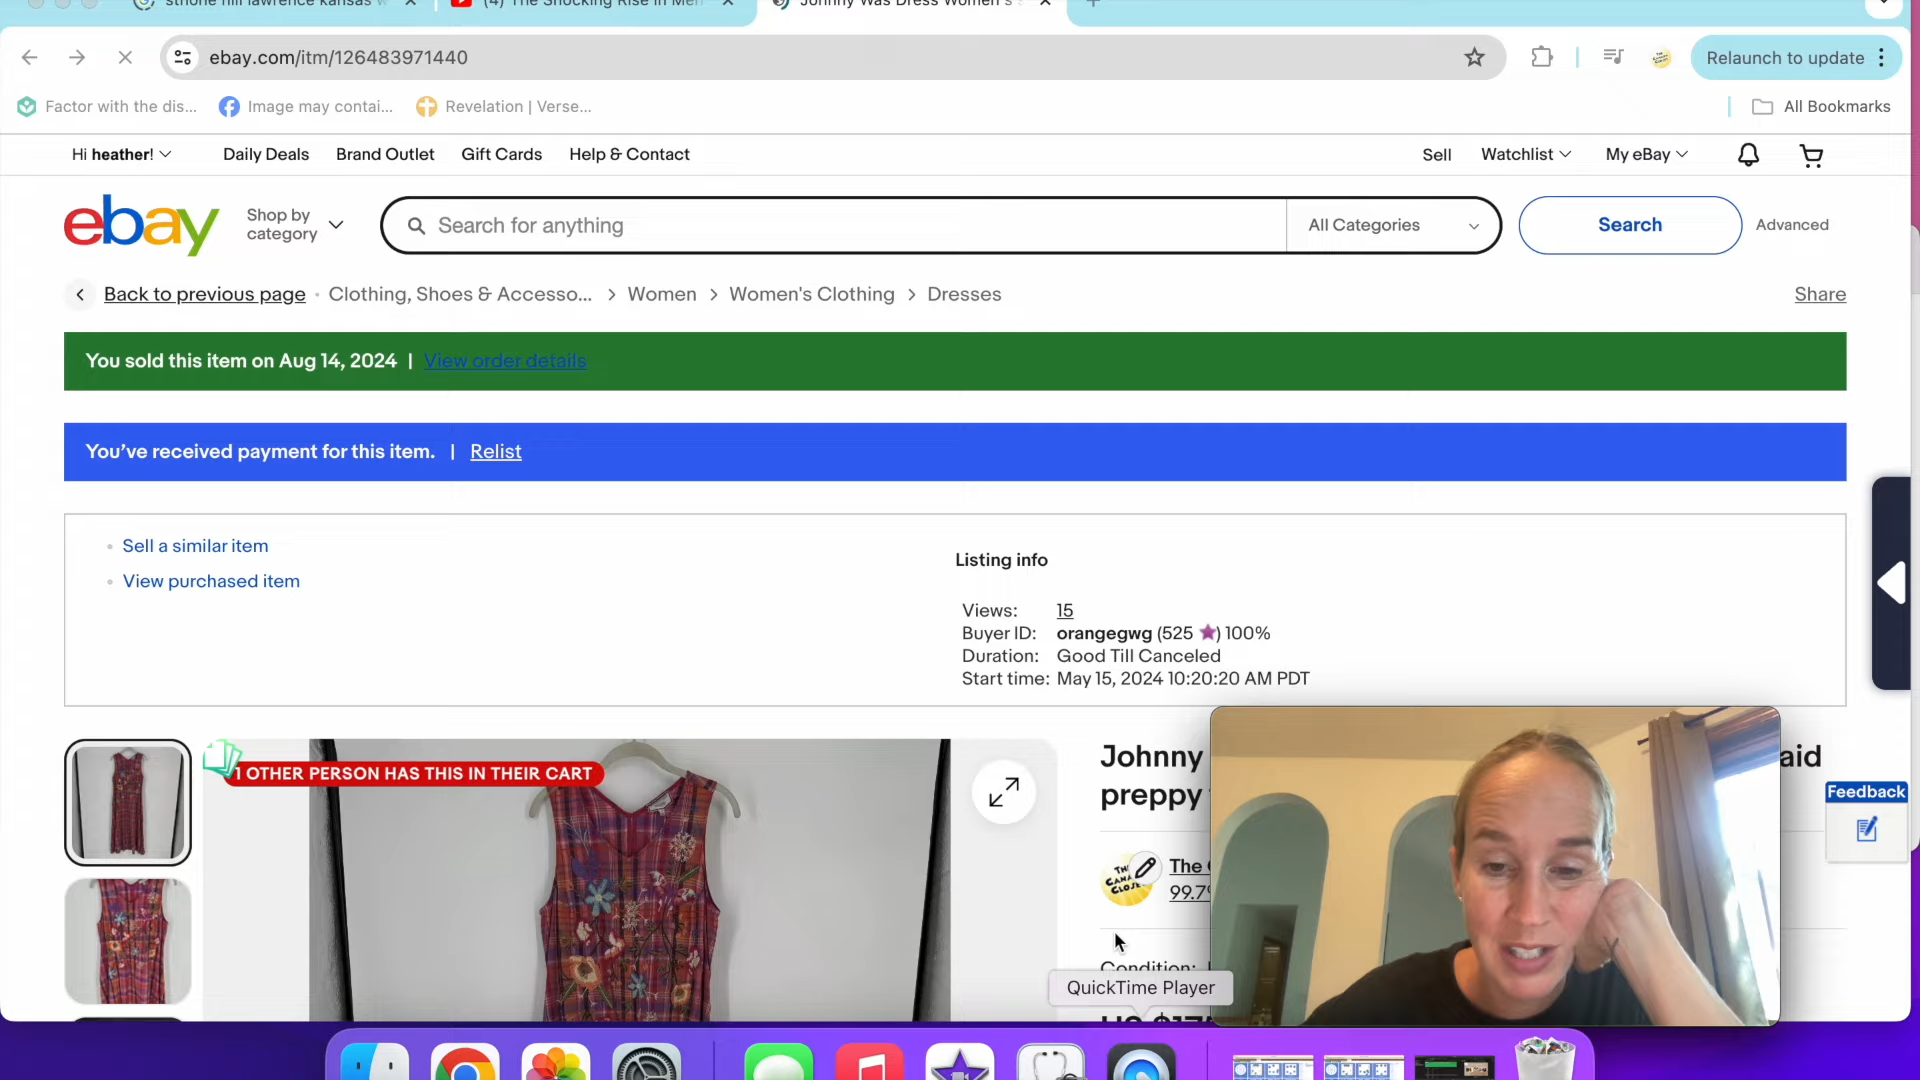 ebay.com/itm/126483971440
Relaunch to update
Factor with the dis...
Image may contai...
Revelation | Verse...
All Bookmarks
Hi heather!
Daily Deals
Brand Outlet
Gift Cards
Help & Contact
Sell
Watchlist
My eBay
ebay
Shop by
category
Search for anything
All Categories
Search
Advanced
Back to previous page
Clothing, Shoes & Accesso...
Women
Women's Clothing
Dresses
Share
You sold this item on Aug 14, 2024 | View order details
You've received payment for this item. | Relist
Sell a similar item
View purchased item
Listing info
Views: 15
Buyer ID: orangegwg (525 ) 100%
Duration: Good Till Canceled
Start time: May 15, 2024 10:20:20 AM PDT
1 OTHER PERSON HAS THIS IN THEIR CART
Johnny
aid
preppy
Feedback
The
99.7
Condition:
QuickTime Player